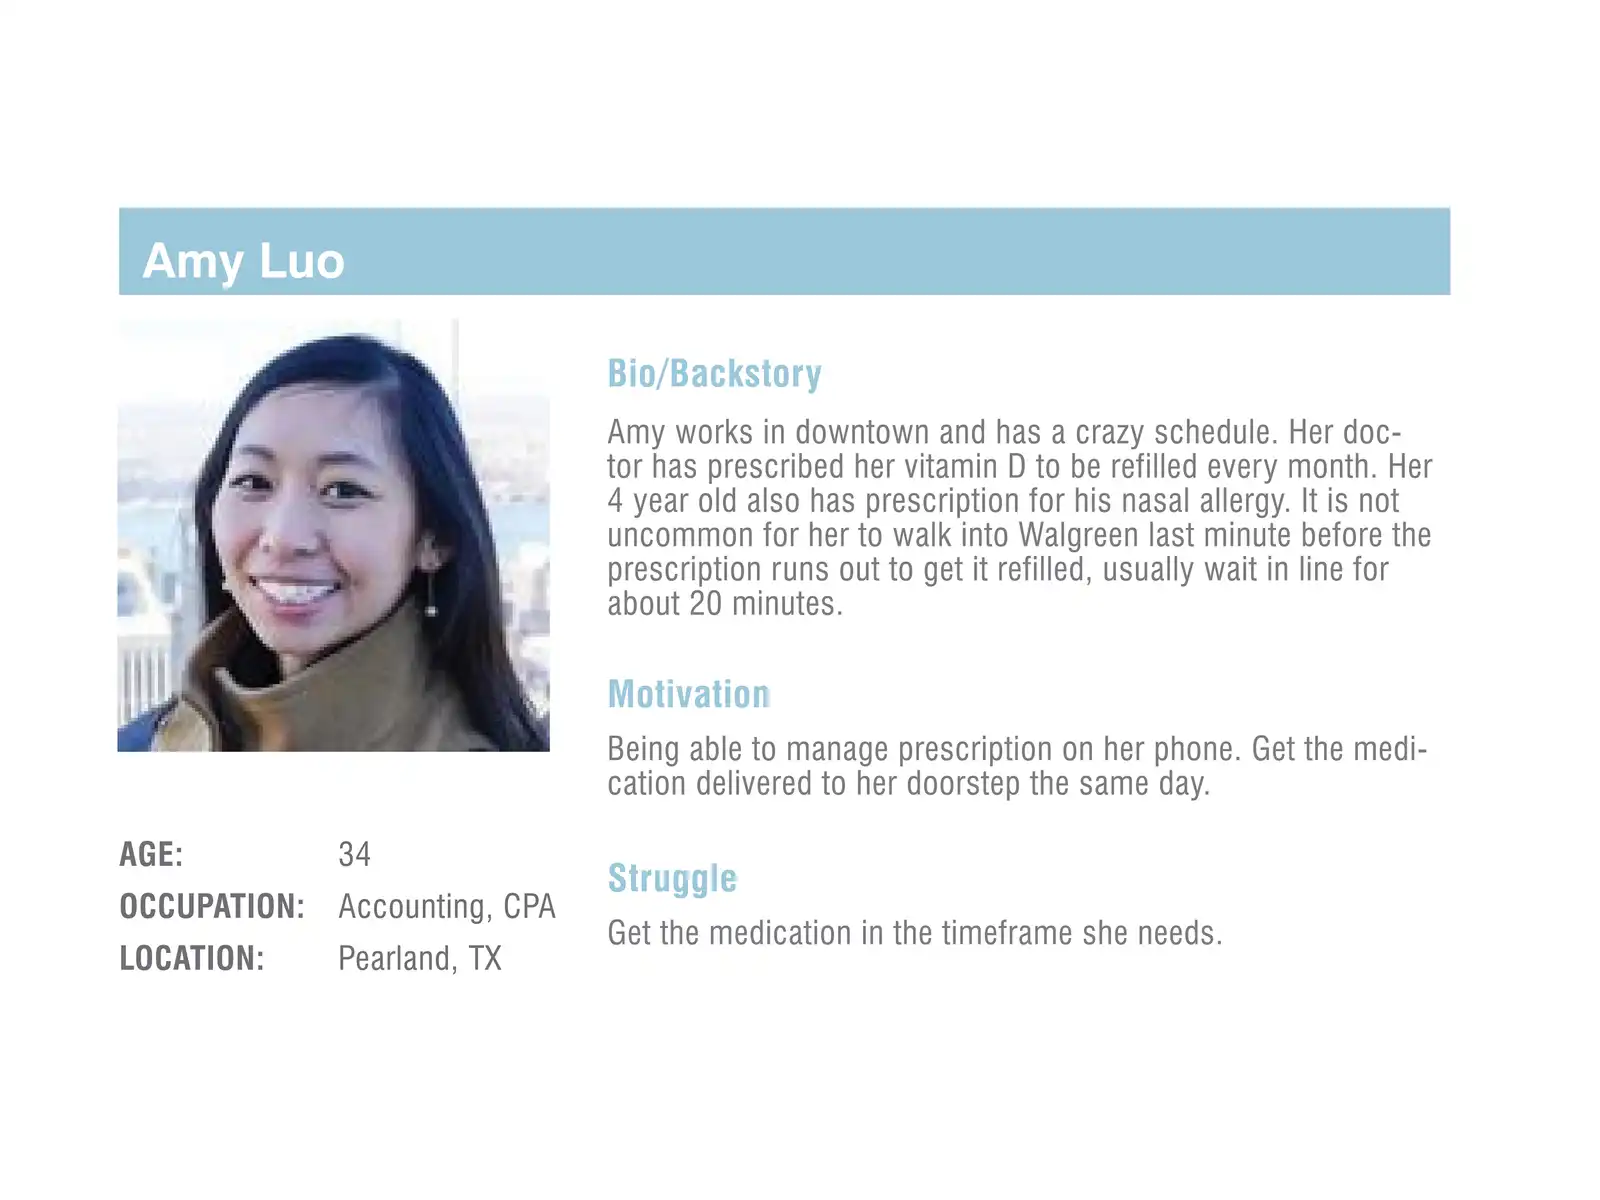 Amy Luo
Bio/Backstory
Amy works in downtown and has a crazy schedule. Her doc-
tor has prescribed her vitamin D to be refilled every month. Her
4 year old also has prescription for his nasal allergy. It is not
uncommon for her to walk into Walgreen last minute before the
prescription runs out to get it refilled, usually wait in line for
about 20 minutes.
Motivation
Being able to manage prescription on her phone. Get the medi-
cation delivered to her doorstep the same day.
Struggle
Get the medication in the timeframe she needs.
AGE: 34
OCCUPATION: Accounting, CPA
LOCATION: Pearland, TX